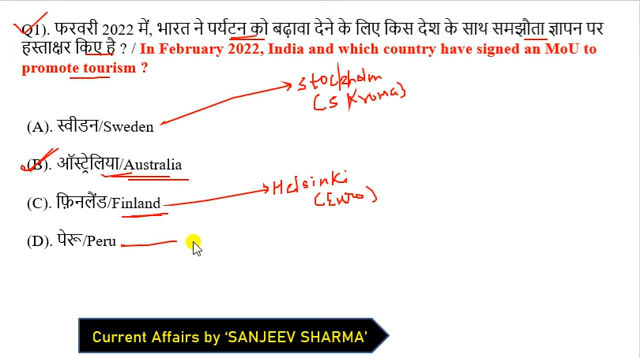 Q1). फरवरी 2022 में, भारत ने पर्यटन को बढ़ावा देने के लिए किस देश के साथ समझौता ज्ञापन पर
हस्ताक्षर किए है ? / In February 2022, India and which country have signed an MoU to
promote tourism ?
Stockholm
(S Krona)
(A). स्वीडन/Sweden
(B). ऑस्ट्रेलिया/Australia
(C). फ़िनलैंड/Finland
Helsinki
(Euro)
(D). पेरू/Peru
Current Affairs by ‘SANJEEV SHARMA’